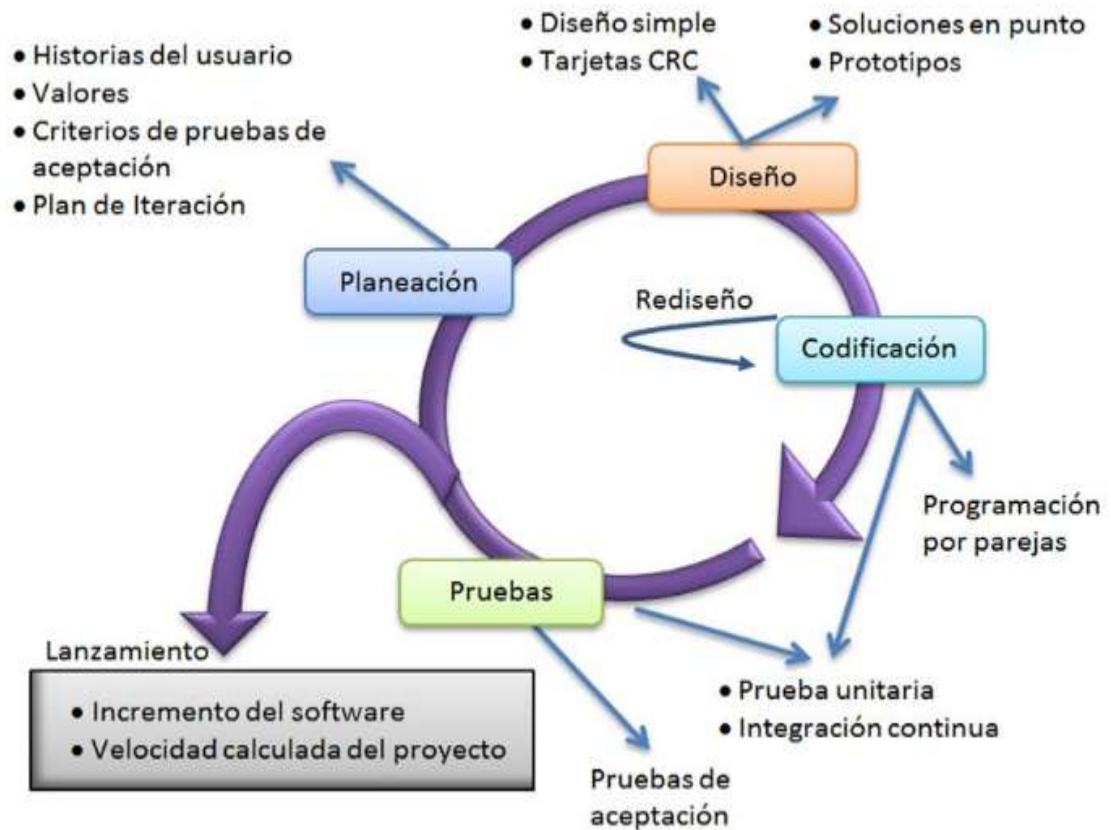 • Historias del usuario
• Valores
• Criterios de pruebas de
aceptación
• Plan de Iteración
• Diseño simple
• Tarjetas CRC
• Soluciones en punto
• Prototipos
Diseño
Planeación
Rediseño
Codificación
Programación
por parejas
Pruebas
Lanzamiento
• Incremento del software
• Velocidad calculada del proyecto
• Prueba unitaria
• Integración continua
Pruebas de
aceptación